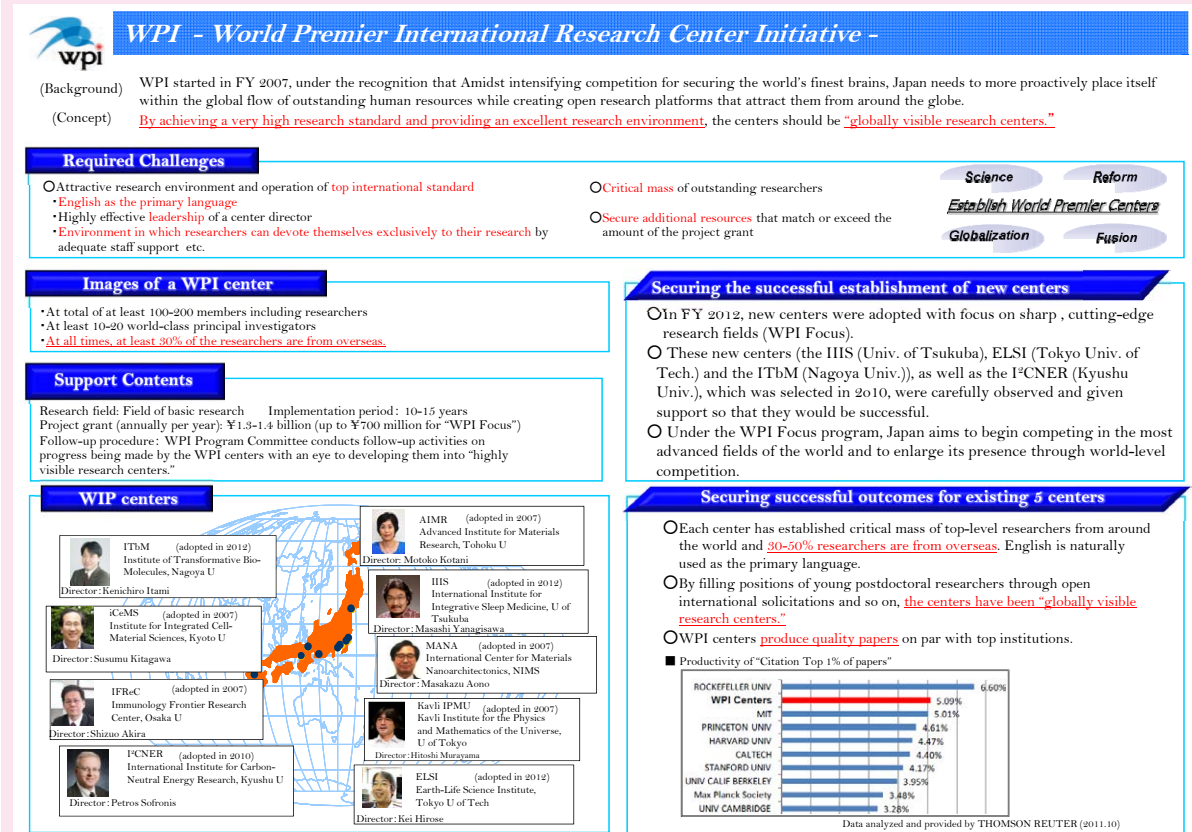 wpi
WPI - World Premier International Research Center Initiative -
(Background)
WPI started in FY 2007, under the recognition that Amidst intensifying competition for securing the world's finest brains, Japan needs to more proactively place itself
within the global flow of outstanding human resources while creating open research platforms that attract them from around the globe.
(Concept)
By achieving a very high research standard and providing an excellent research environment, the centers should be "globally visible research centers."
Required Challenges
○Attractive research environment and operation of top international standard
・English as the primary language
・Highly effective leadership of a center director
・Environment in which researchers can devote themselves exclusively to their research by
adequate staff support etc.
○Critical mass of outstanding researchers
○Secure additional resources that match or exceed the
amount of the project grant
Science
Reform
Establish World Premier Centers
Globalization
Fusion
Images of a WPI center
・At total of at least 100-200 members including researchers
・At least 10-20 world-class principal investigators
・At all times, at least 30% of the researchers are from overseas.
Support Contents
Research field: Field of basic research Implementation period: 10-15 years
Project grant (annually per year): ¥1.3-1.4 billion (up to ¥700 million for "WPI Focus")
Follow-up procedure: WPI Program Committee conducts follow-up activities on
progress being made by the WPI centers with an eye to developing them into "highly
visible research centers."
WIP centers
ITbM (adopted in 2012)
Institute of Transformative Bio-
Molecules, Nagoya U
Director:Kenichiro Itami
iCeMS (adopted in 2007)
Institute for Integrated Cell-
Material Sciences, Kyoto U
Director:Susumu Kitagawa
IFReC (adopted in 2007)
Immunology Frontier Research
Center, Osaka U
Director:Shizuo Akira
I²CNER (adopted in 2010)
International Institute for Carbon-
Neutral Energy Research, Kyushu U
Director:Petros Sofronis
AIMR (adopted in 2007)
Advanced Institute for Materials
Research, Tohoku U
Director: Motoko Kotani
IIIS (adopted in 2012)
International Institute for
Integrative Sleep Medicine, U of
Tsukuba
Director:Masashi Yanagisawa
MANA (adopted in 2007)
International Center for Materials
Nanoarchitectonics, NIMS
Director:Masakazu Aono
Kavli IPMU (adopted in 2007)
Kavli Institute for the Physics
and Mathematics of the Universe,
U of Tokyo
Director:Hitoshi Murayama
ELSI (adopted in 2012)
Earth-Life Science Institute,
Tokyo U of Tech
Director:Kei Hirose
Securing the successful establishment of new centers
○In FY 2012, new centers were adopted with focus on sharp , cutting-edge
research fields (WPI Focus).
○ These new centers (the IIIS (Univ. of Tsukuba), ELSI (Tokyo Univ. of
Tech.) and the ITbM (Nagoya Univ.)), as well as the I²CNER (Kyushu
Univ.), which was selected in 2o10, were carefully observed and given
support so that they would be successful.
○ Under the WPI Focus program, Japan aims to begin competing in the most
advanced fields of the world and to enlarge its presence through world-level
competition.
Securing successful outcomes for existing 5 centers
○Each center has established critical mass of top-level researchers from around
the world and 30-50% researchers are from overseas. English is naturally
used as the primary language.
○By filling positions of young postdoctoral researchers through open
international solicitations and so on, the centers have been "globally visible
research centers."
○WPI centers produce quality papers on par with top institutions.
■ Productivity of "Citation Top 1% of papers"
ROCKEFELLER UNIV 6.60%
WPI Centers 5.09%
MIT 5.01%
PRINCETON UNIV 4.61%
HARVARD UNIV 4.47%
CALTECH 4.40%
STANFORD UNIV 4.17%
UNIV CALIF BERKELEY 3.95%
Max Planck Society 3.48%
UNIV CAMBRIDGE 3.28%
Data analyzed and provided by THOMSON REUTER (2011.10)